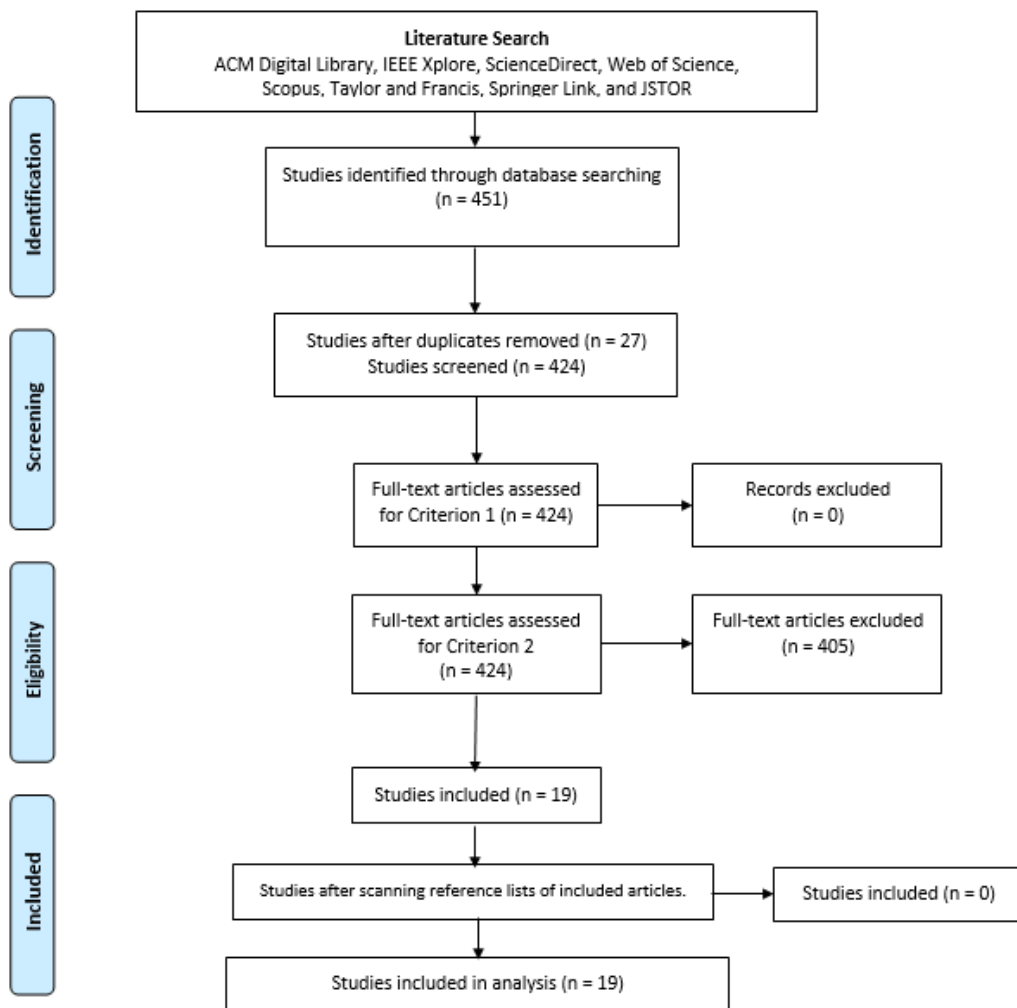 Literature Search
ACM Digital Library, IEEE Xplore, ScienceDirect, Web of Science,
Scopus, Taylor and Francis, Springer Link, and JSTOR
Identification
Studies identified through database searching
(n = 451)
Screening
Studies after duplicates removed (n = 27)
Studies screened (n = 424)
Full-text articles assessed
for Criterion 1 (n = 424)
Records excluded
(n = 0)
Eligibility
Full-text articles assessed
for Criterion 2
(n = 424)
Full-text articles excluded
(n = 405)
Studies included (n = 19)
Included
Studies after scanning reference lists of included articles.
Studies included (n = 0)
Studies included in analysis (n = 19)